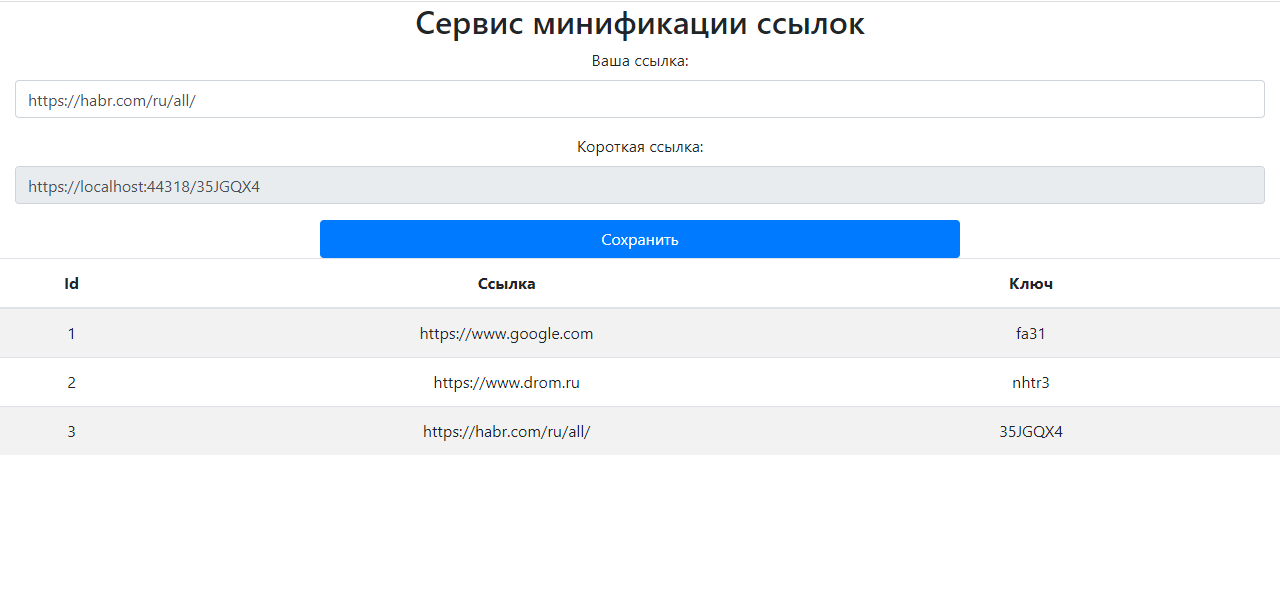 Сервис минификации ссылок
Ваша ссылка:
https://habr.com/ru/all/
Короткая ссылка:
https://localhost:44318/35JGQX4
Сохранить
Id Ссылка Ключ
1 https://www.google.com fa31
2 https://www.drom.ru nhtr3
3 https://habr.com/ru/all/ 35JGQX4